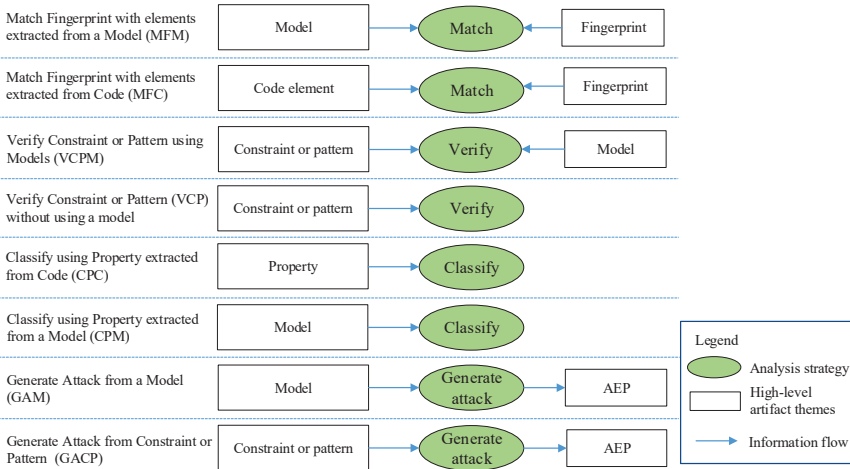 Match Fingerprint with elements
extracted from a Model (MFM)
Model
Match
Fingerprint
Match Fingerprint with elements
extracted from Code (MFC)
Code element
Match
Fingerprint
Verify Constraint or Pattern using
Models (VCPM)
Constraint or pattern
Verify
Model
Verify Constraint or Pattern (VCP)
without using a model
Constraint or pattern
Verify
Classify using Property extracted
from Code (CPC)
Property
Classify
Classify using Property extracted
from a Model (CPM)
Model
Classify
Generate Attack from a Model
(GAM)
Model
Generate
attack
AEP
Generate Attack from Constraint or
Pattern (GACP)
Constraint or pattern
Generate
attack
AEP
Legend
Analysis strategy
High-level
artifact themes
Information flow